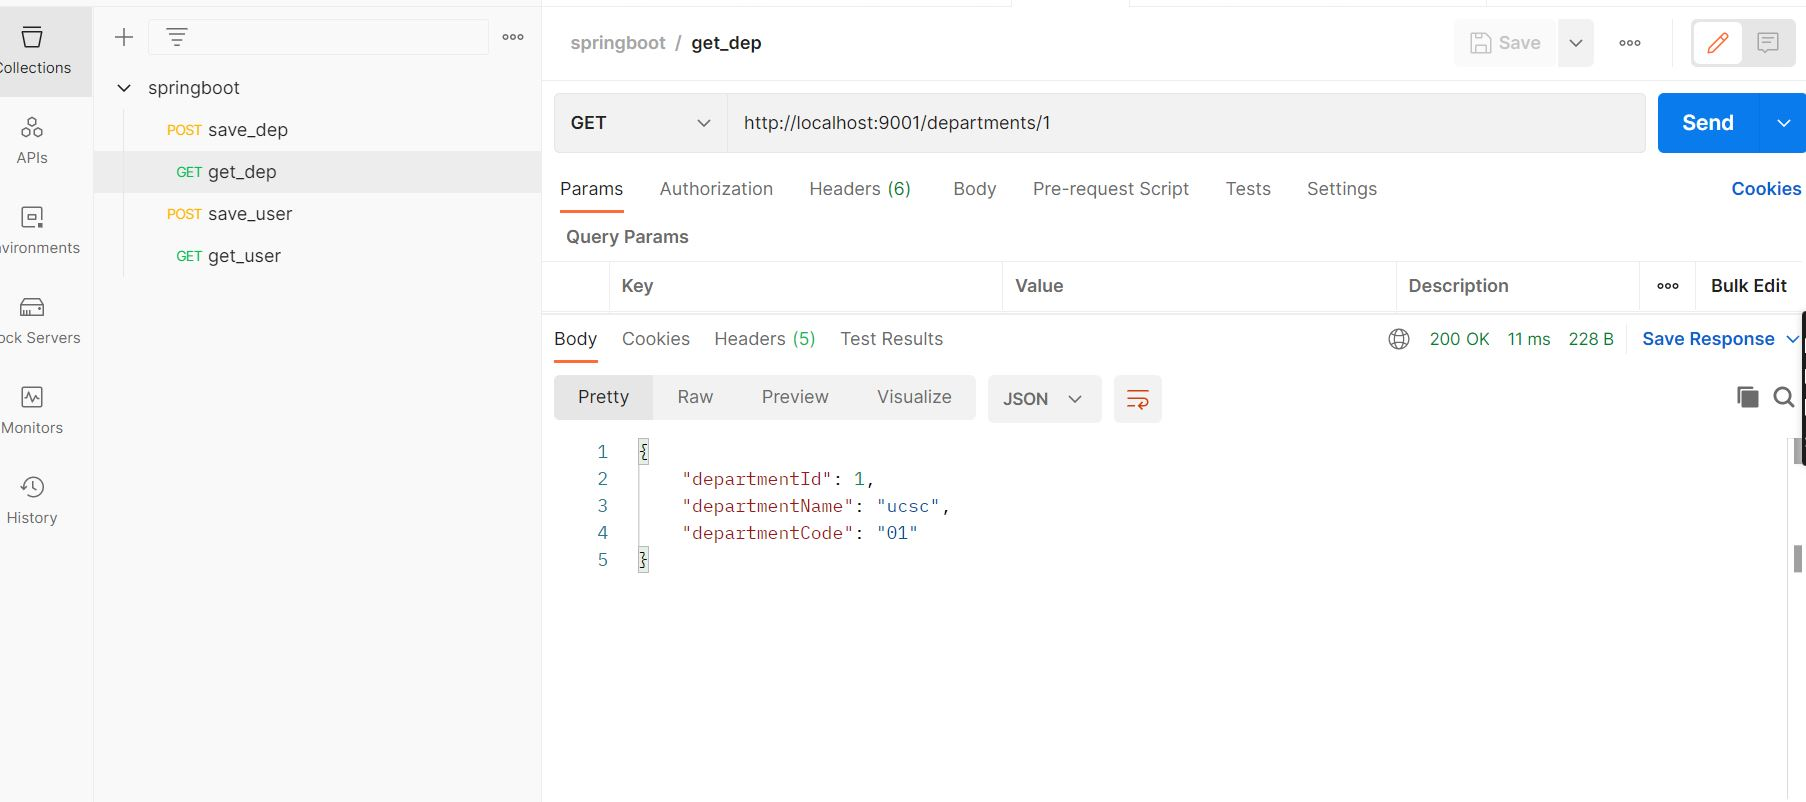 springboot / get_dep
Save
ollections
springboot
POST save_dep
GET get_dep
POST save_user
GET get_user
APIs
vironments
ock Servers
Monitors
History
GET http://localhost:9001/departments/1 Send
Params Authorization Headers (6) Body Pre-request Script Tests Settings Cookies
Query Params
Key Value Description Bulk Edit
Body Cookies Headers (5) Test Results 200 OK 11 ms 228 B Save Response
Pretty Raw Preview Visualize JSON
1 {
2 "departmentId": 1,
3 "departmentName": "ucsc",
4 "departmentCode": "01"
5 }